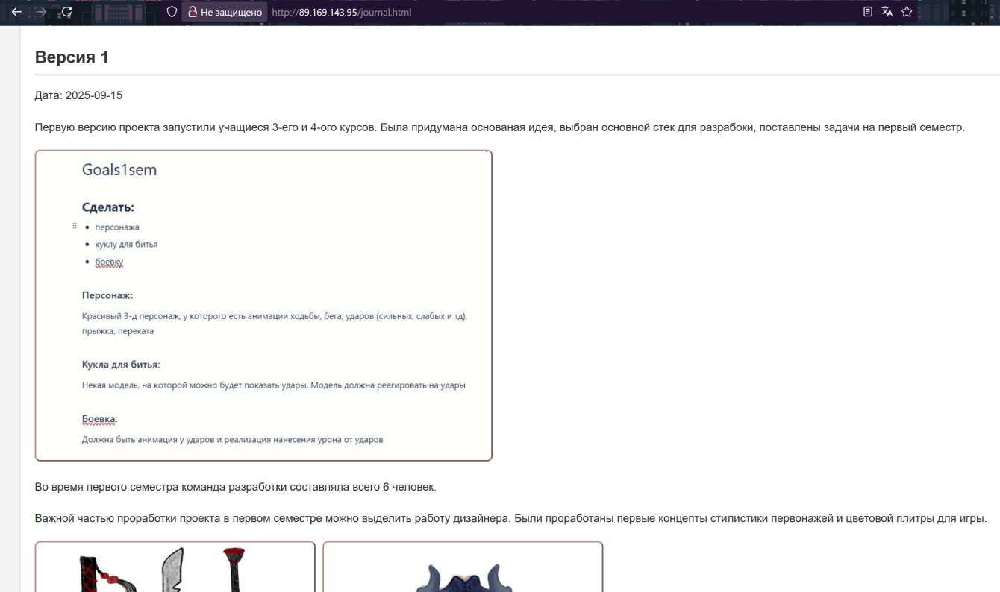 Не защищено http://89.169.143.95/journal.html
Версия 1
Дата: 2025-09-15
Первую версию проекта запустили учащиеся 3-его и 4-ого курсов. Была придумана основаная идея, выбран основной стек для разрабоки, поставлены задачи на первый семестр.
Goals1sem
Сделать:
• персонажа
• куклу для битья
• боевку
Персонаж:
Красивый 3-д персонаж, у которого есть анимации ходьбы, бега, ударов (сильных, слабых и тд),
прыжка, переката
Кукла для битья:
Некая модель, на которой можно будет показать удары. Модель должна реагировать на удары
Боевка:
Должна быть анимация у ударов и реализация нанесения урона от ударов
Во время первого семестра команда разработки составляла всего 6 человек.
Важной частью проработки проекта в первом семестре можно выделить работу дизайнера. Были проработаны первые концепты стилистики первонажей и цветовой плитры для игры.